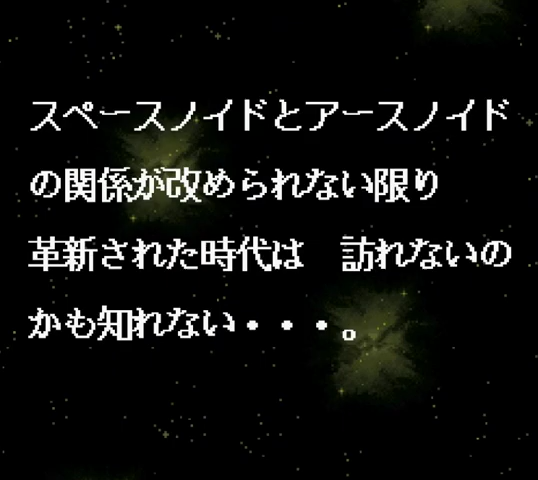 スペースノイドとアースノイド
の関係が改められない限り
革新された時代は　訪れないの
かも知れない・・・。